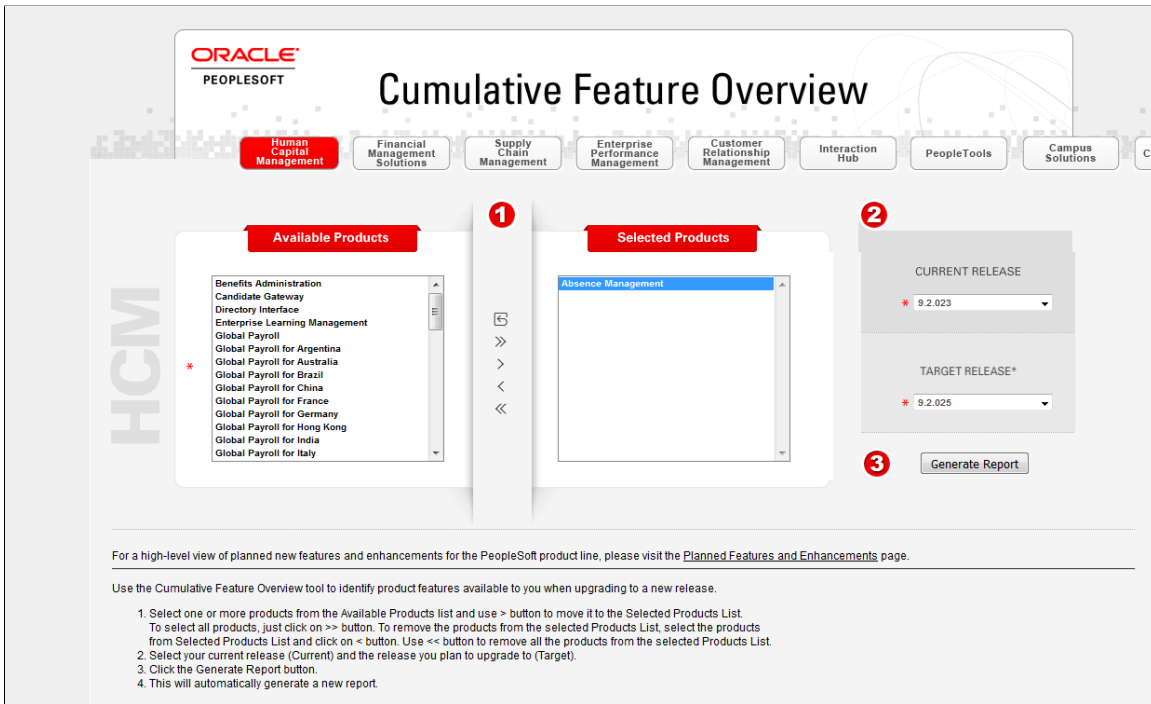 ORACLE®
PEOPLESOFT
Cumulative Feature Overview
Human
Capital
Management
Financial
Management
Solutions
Supply
Chain
Management
Enterprise
Performance
Management
Customer
Relationship
Management
Interaction
Hub
PeopleTools
Campus
Solutions
C
HCM
1
Available Products
*
Benefits Administration
Candidate Gateway
Directory Interface
Enterprise Learning Management
Global Payroll
Global Payroll for Argentina
Global Payroll for Australia
Global Payroll for Brazil
Global Payroll for China
Global Payroll for France
Global Payroll for Germany
Global Payroll for Hong Kong
Global Payroll for India
Global Payroll for Italy
>>
>
<
<<
Selected Products
Absence Management
2
CURRENT RELEASE
* 9.2.023
TARGET RELEASE*
* 9.2.025
3
Generate Report
For a high-level view of planned new features and enhancements for the PeopleSoft product line, please visit the Planned Features and Enhancements page.
Use the Cumulative Feature Overview tool to identify product features available to you when upgrading to a new release.
1. Select one or more products from the Available Products list and use > button to move it to the Selected Products List.
To select all products, just click on >> button. To remove the products from the selected Products List, select the products
from Selected Products List and click on < button. Use << button to remove all the products from the selected Products List.
2. Select your current release (Current) and the release you plan to upgrade to (Target).
3. Click the Generate Report button.
4. This will automatically generate a new report.